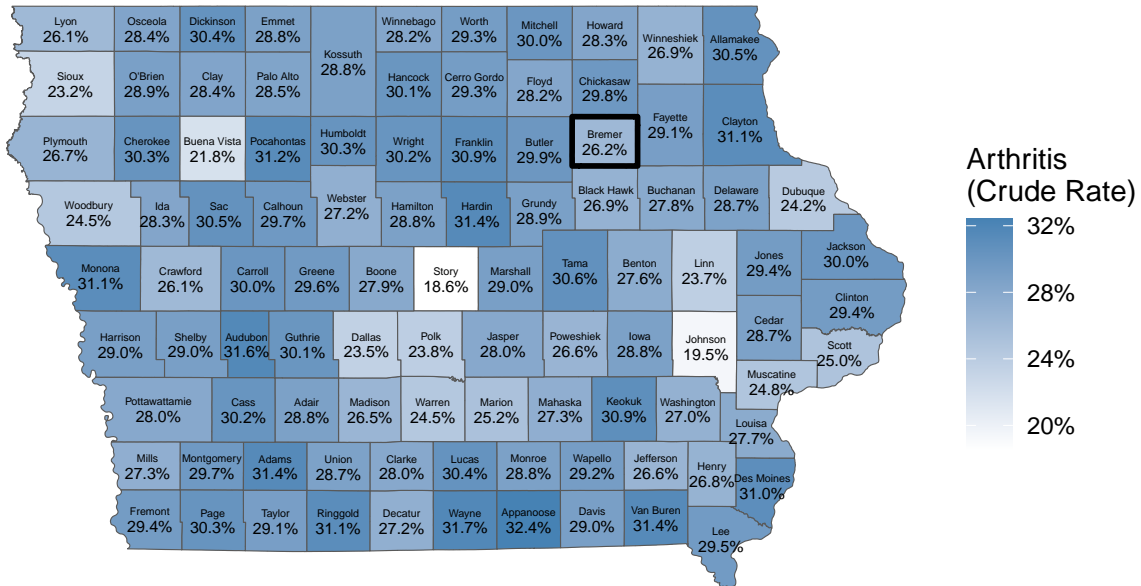 Lyon
26.1%
Osceola
28.4%
Dickinson
30.4%
Emmet
28.8%
Kossuth
28.8%
Winnebago
28.2%
Worth
29.3%
Mitchell
30.0%
Howard
28.3%
Winneshiek
26.9%
Allamakee
30.5%
Sioux
23.2%
O'Brien
28.9%
Clay
28.4%
Palo Alto
28.5%
Hancock
30.1%
Cerro Gordo
29.3%
Floyd
28.2%
Chickasaw
29.8%
Plymouth
26.7%
Cherokee
30.3%
Buena Vista
21.8%
Pocahontas
31.2%
Humboldt
30.3%
Wright
30.2%
Franklin
30.9%
Butler
29.9%
Bremer
26.2%
Fayette
29.1%
Clayton
31.1%
Woodbury
24.5%
Ida
28.3%
Sac
30.5%
Calhoun
29.7%
Webster
27.2%
Hamilton
28.8%
Hardin
31.4%
Grundy
28.9%
Black Hawk
26.9%
Buchanan
27.8%
Delaware
28.7%
Dubuque
24.2%
Monona
31.1%
Crawford
26.1%
Carroll
30.0%
Greene
29.6%
Boone
27.9%
Story
18.6%
Marshall
29.0%
Tama
30.6%
Benton
27.6%
Linn
23.7%
Jones
29.4%
Jackson
30.0%
Clinton
29.4%
Harrison
29.0%
Shelby
29.0%
Audubon
31.6%
Guthrie
30.1%
Dallas
23.5%
Polk
23.8%
Jasper
28.0%
Poweshiek
26.6%
Iowa
28.8%
Johnson
19.5%
Cedar
28.7%
Scott
25.0%
Muscatine
24.8%
Pottawattamie
28.0%
Cass
30.2%
Adair
28.8%
Madison
26.5%
Warren
24.5%
Marion
25.2%
Mahaska
27.3%
Keokuk
30.9%
Washington
27.0%
Louisa
27.7%
Mills
27.3%
Montgomery
29.7%
Adams
31.4%
Union
28.7%
Clarke
28.0%
Lucas
30.4%
Monroe
28.8%
Wapello
29.2%
Jefferson
26.6%
Henry
26.8%
Des Moines
31.0%
Fremont
29.4%
Page
30.3%
Taylor
29.1%
Ringgold
31.1%
Decatur
27.2%
Wayne
31.7%
Appanoose
32.4%
Davis
29.0%
Van Buren
31.4%
Lee
29.5%
Arthritis
(Crude Rate)
32%
28%
24%
20%